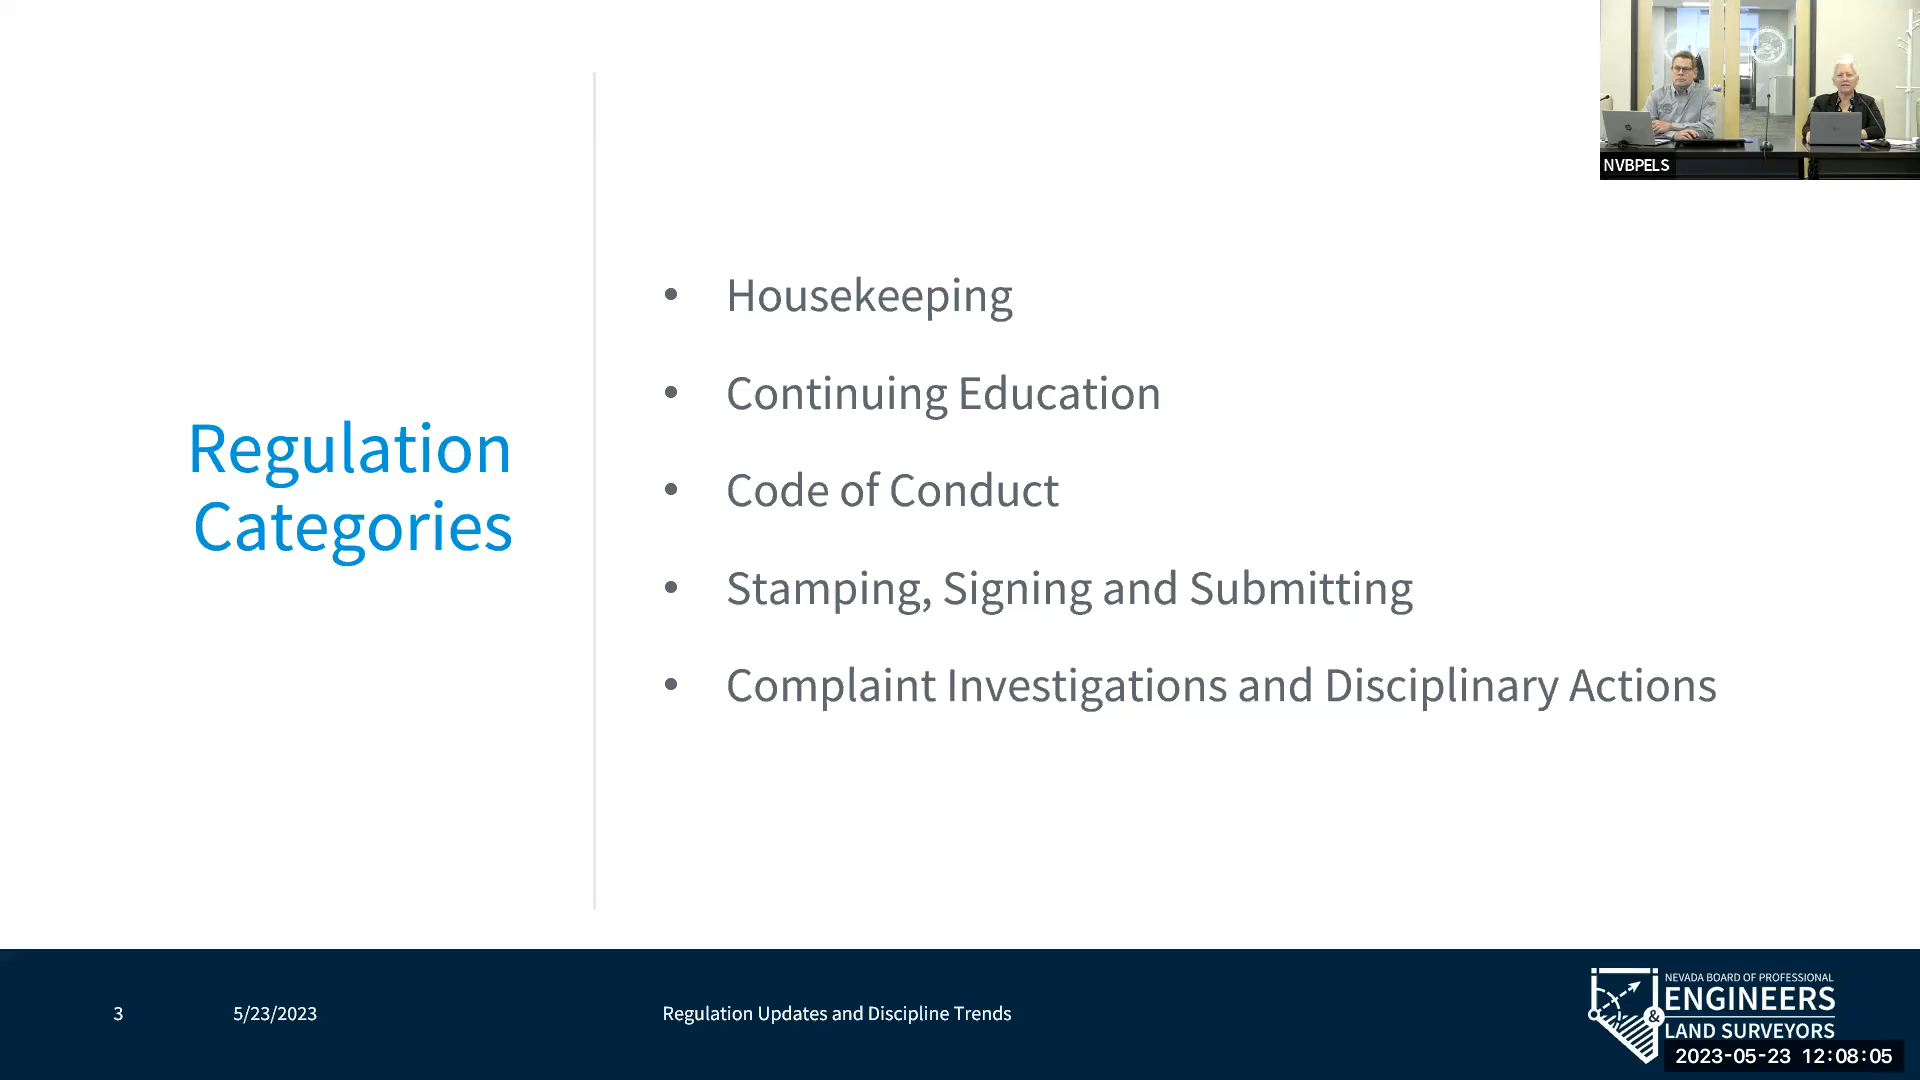 NVBPELS
Regulation
Categories
• Housekeeping
• Continuing Education
• Code of Conduct
• Stamping, Signing and Submitting
• Complaint Investigations and Disciplinary Actions
3
5/23/2023
Regulation Updates and Discipline Trends
NEVADA BOARD OF PROFESSIONAL
ENGINEERS
&
LAND SURVEYORS
2023-05-23 12:08:05